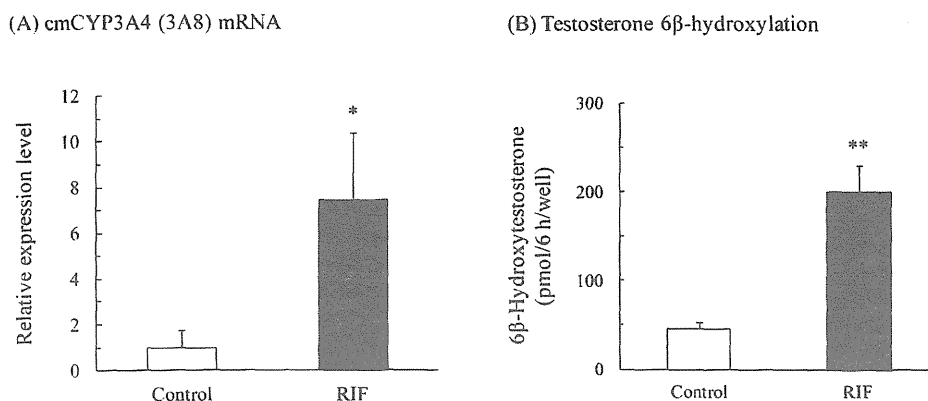 (A) cmCYP3A4 (3A8) mRNA
Relative expression level
12
10
8
6
4
2
0
*
Control
RIF
(B) Testosterone 6β-hydroxylation
6β-Hydroxytestosterone
(pmol/6 h/well)
300
200
100
0
**
Control
RIF